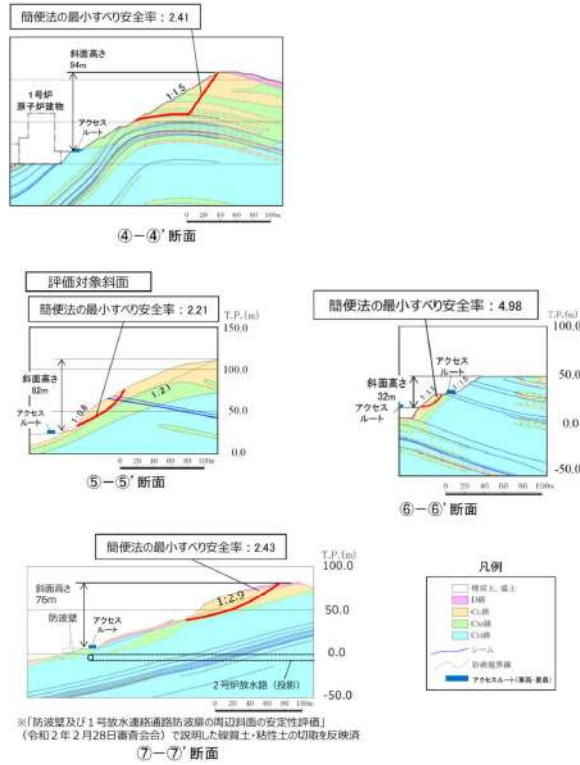 簡便法の最小すべり安全率：2.41
斜面高さ
94m
1号炉
原子炉建物
アクセス
ルート
1:1.5
0 20 40 60 80 100m
④－④’断面
評価対象斜面
簡便法の最小すべり安全率：2.21
T.P.(m)
150.0
100.0
50.0
0.0
斜面高さ
82m
アクセス
ルート
1:0.8
1:2.1
0 20 40 60 80 100m
⑤－⑤’断面
簡便法の最小すべり安全率：4.98
T.P.(m)
100.0
50.0
0.0
-50.0
アクセス
ルート
斜面高さ
32m
アクセス
ルート
0 20 40 60 80 100m
⑥－⑥’断面
簡便法の最小すべり安全率：2.43
T.P.(m)
100.0
50.0
0.0
-50.0
斜面高さ
76m
防波壁
アクセス
ルート
1:2.9
2号炉放水路（投影）
0 20 40 60 80 100m
※「防波壁及び１号放水連絡通路防波扉の周辺斜面の安定性評価」
（令和２年２月28日審査会合）で説明した礫質土・粘性土の切取を反映済
⑦－⑦’断面
凡例
D級
CL級
CM級
CH級
シーム
岩級境界線
アクセスルート(車両・要員)